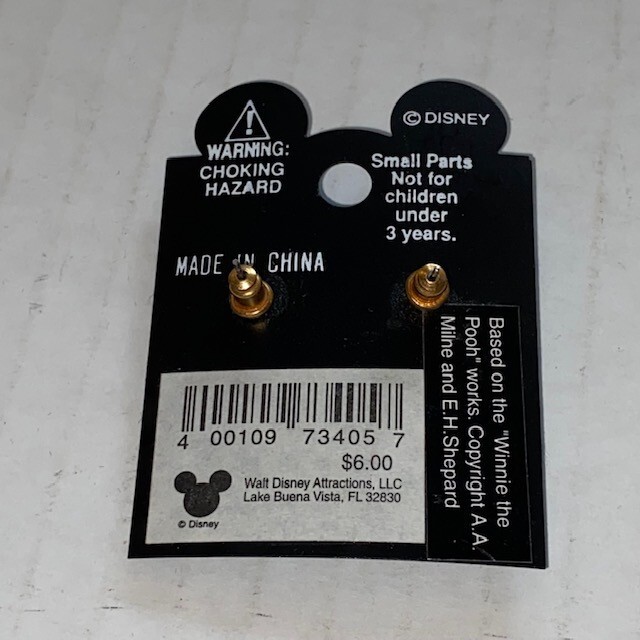 WARNING:
CHOKING
HAZARD
© DISNEY
Small Parts
Not for
children
under
3 years.
MADE IN CHINA
4 00109 73405 7
$6.00
Walt Disney Attractions, LLC
Lake Buena Vista, FL 32830
© Disney
Based on the "Winnie the
Pooh" works, Copyright A.A.
Milne and E.H.Shepard